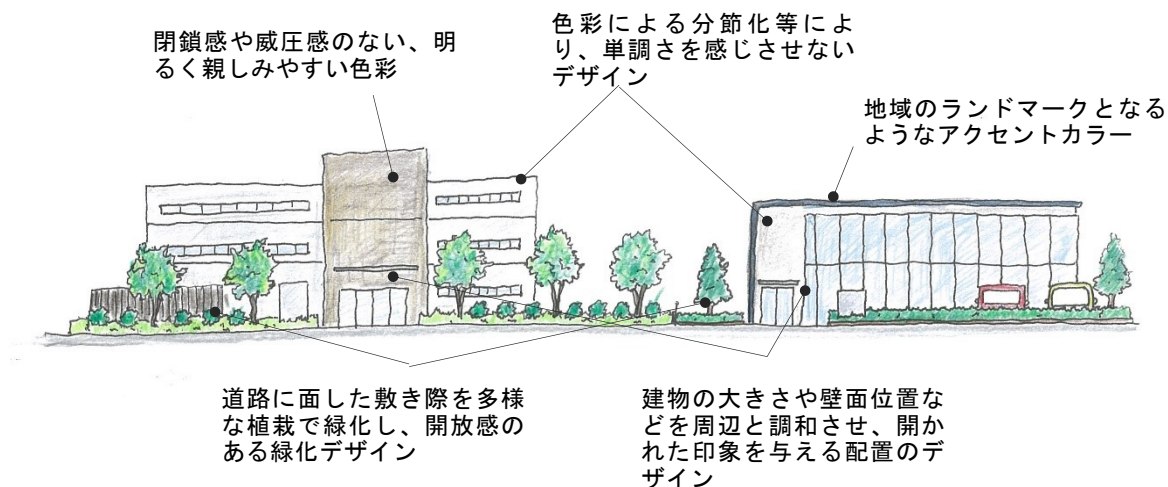 閉鎖感や威圧感のない、明
るく親しみやすい色彩
色彩による分節化等によ
り、単調さを感じさせない
デザイン
地域のランドマークとなる
ようなアクセントカラー
道路に面した敷き際を多様
な植栽で緑化し、開放感の
ある緑化デザイン
建物の大きさや壁面位置な
どを周辺と調和させ、開か
れた印象を与える配置のデ
ザイン